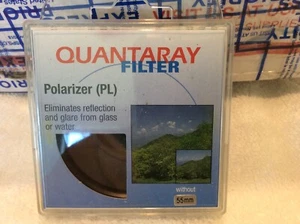 QUANTARAY
FILTER
Polarizer (PL)
Eliminates reflection
and glare from glass
or water
without
55mm